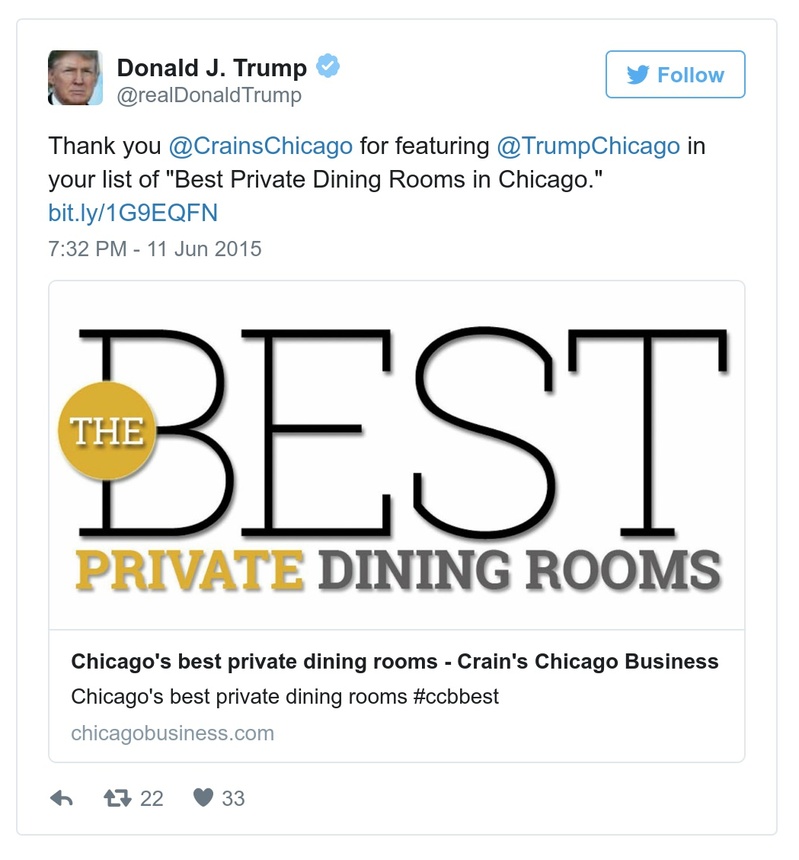 Donald J. Trump
@realDonaldTrump
Follow
Thank you @CrainsChicago for featuring @TrumpChicago in
your list of "Best Private Dining Rooms in Chicago."
bit.ly/1G9EQFN
7:32 PM - 11 Jun 2015
THE BEST
PRIVATE DINING ROOMS
Chicago's best private dining rooms - Crain's Chicago Business
Chicago's best private dining rooms #ccbbest
chicagobusiness.com
22 33